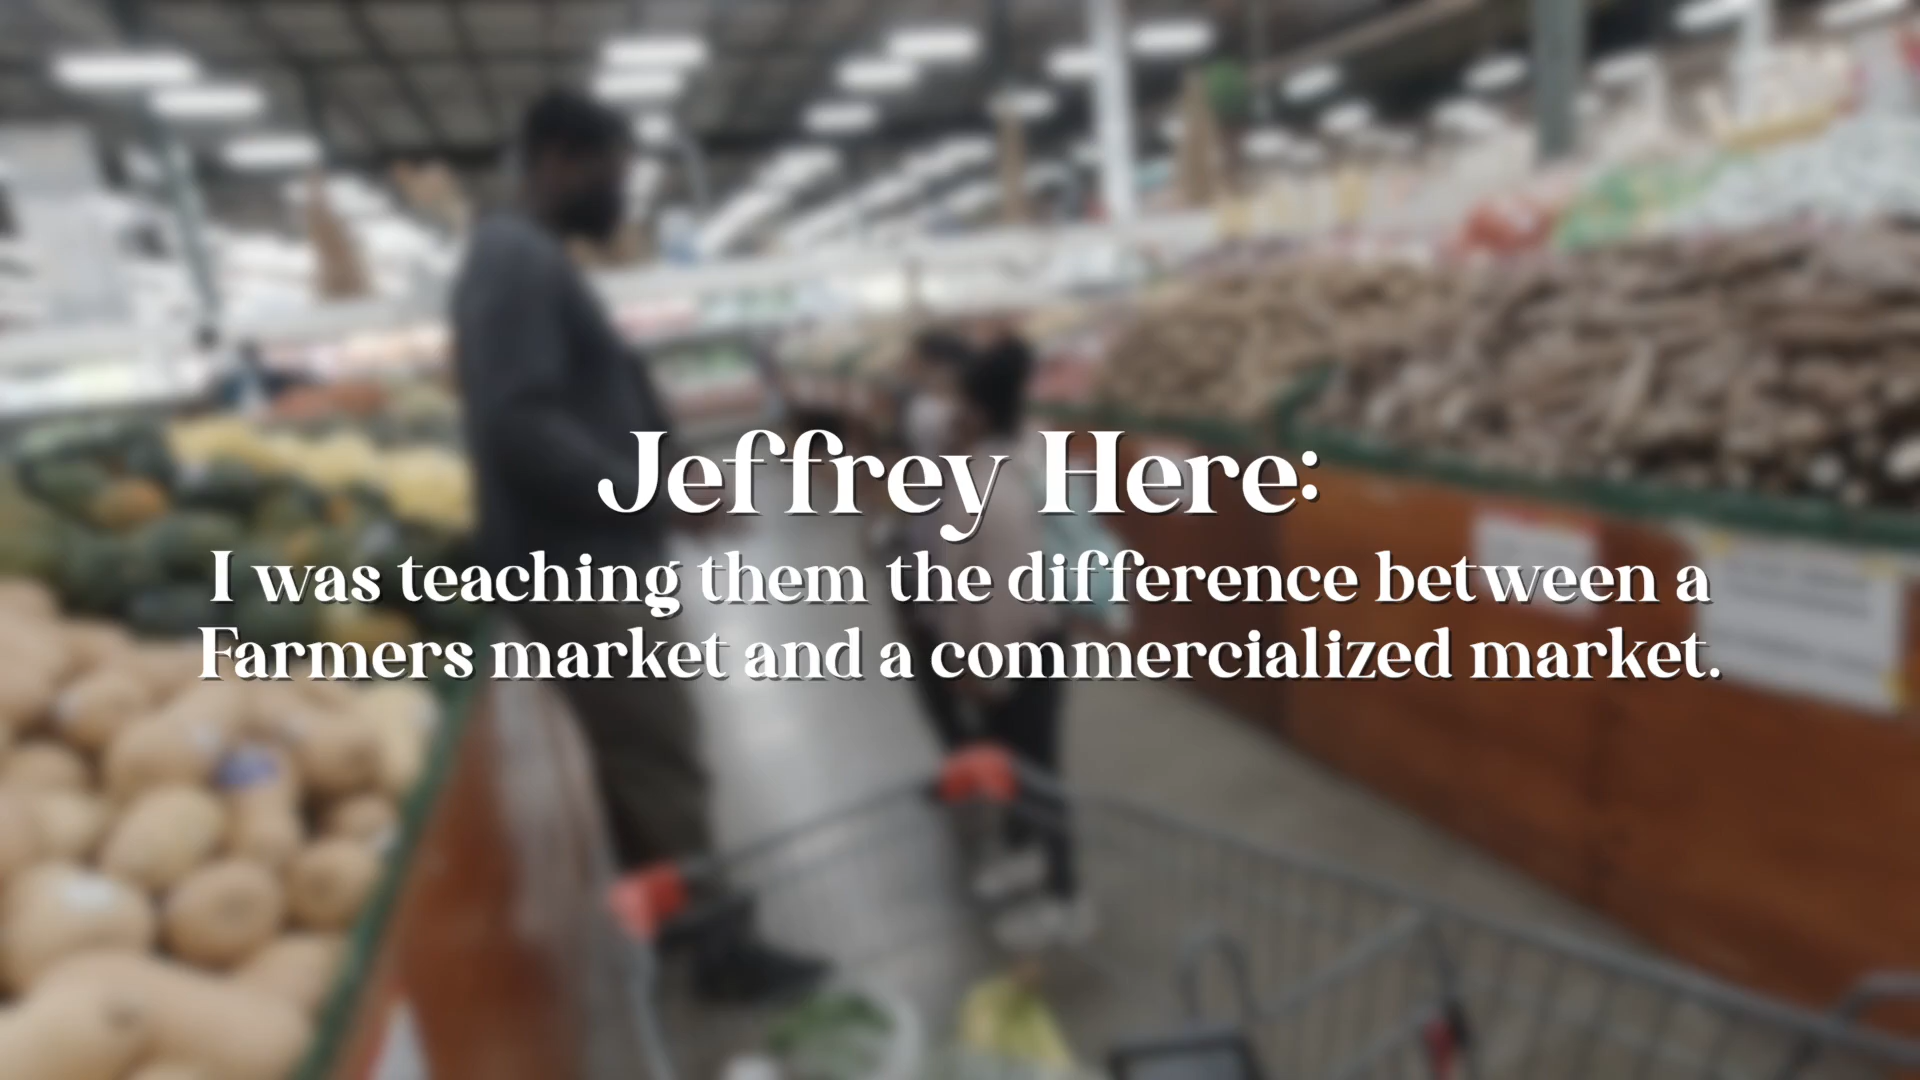 Jeffrey Here:
I was teaching them the difference between a
Farmers market and a commercialized market.